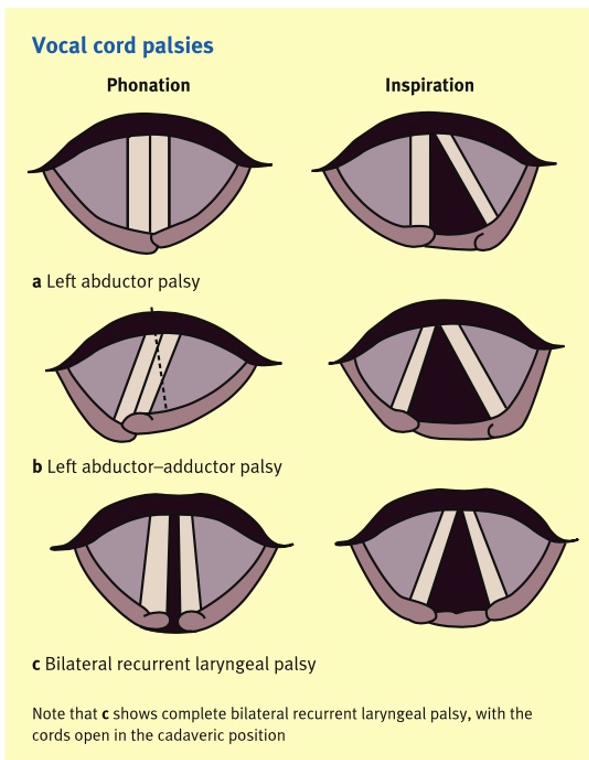 Vocal cord palsies
Phonation
Inspiration
a Left abductor palsy
b Left abductor–adductor palsy
c Bilateral recurrent laryngeal palsy
Note that c shows complete bilateral recurrent laryngeal palsy, with the
cords open in the cadaveric position